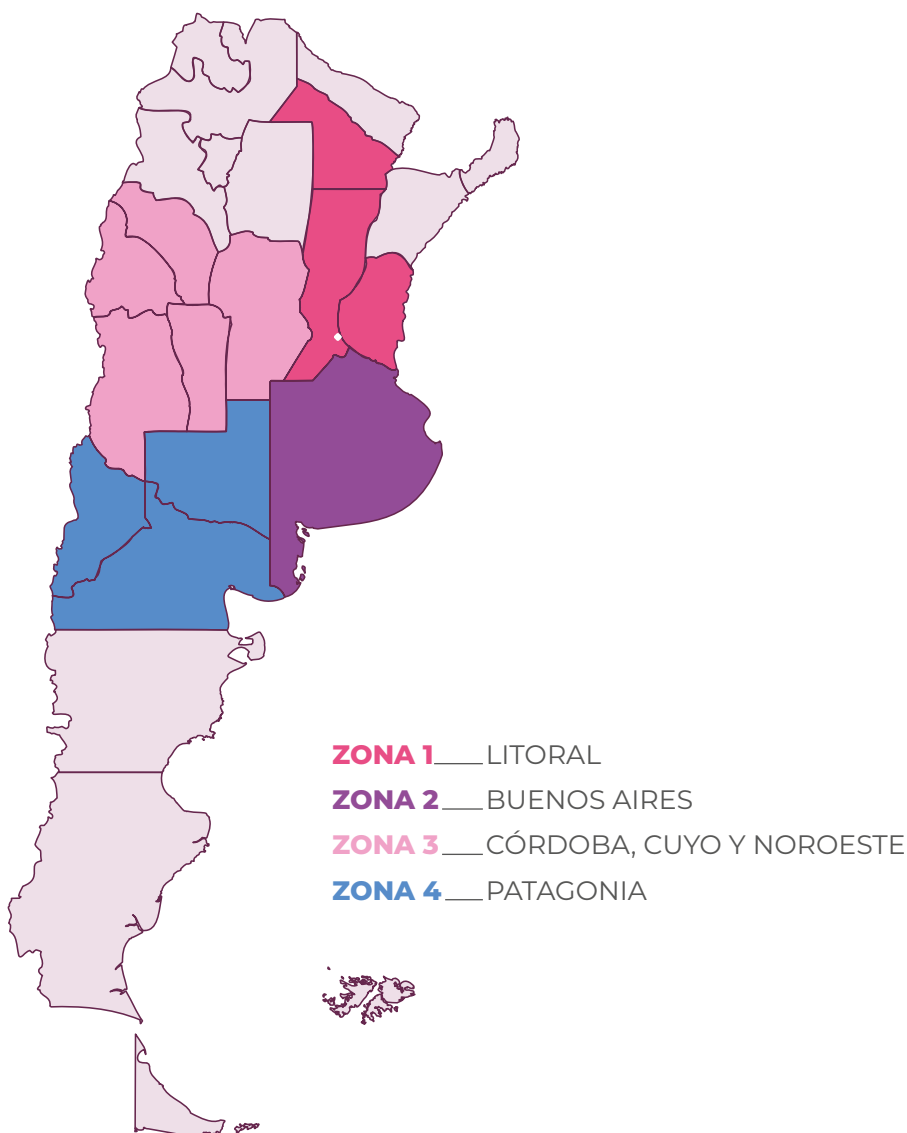 ZONA 1___LITORAL
ZONA 2___BUENOS AIRES
ZONA 3___CÓRDOBA, CUYO Y NOROESTE
ZONA 4___PATAGONIA